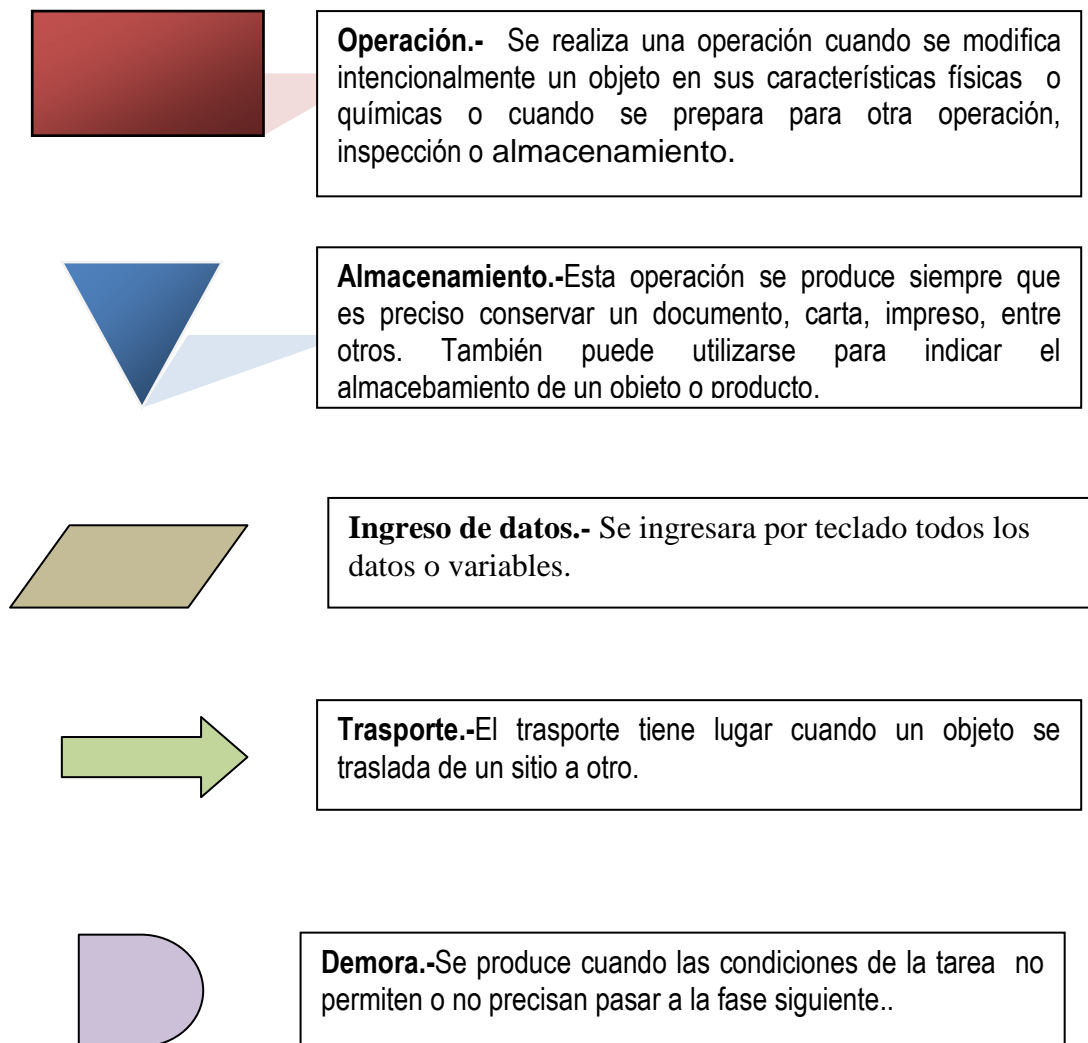 Operación.- Se realiza una operación cuando se modifica
intencionalmente un objeto en sus características físicas o
químicas o cuando se prepara para otra operación,
inspección o almacenamiento.
Almacenamiento.-Esta operación se produce siempre que
es preciso conservar un documento, carta, impreso, entre
otros. También puede utilizarse para indicar el
almacebamiento de un objeto o producto.
Ingreso de datos.- Se ingresara por teclado todos los
datos o variables.
Trasporte.-El trasporte tiene lugar cuando un objeto se
traslada de un sitio a otro.
Demora.-Se produce cuando las condiciones de la tarea no
permiten o no precisan pasar a la fase siguiente..